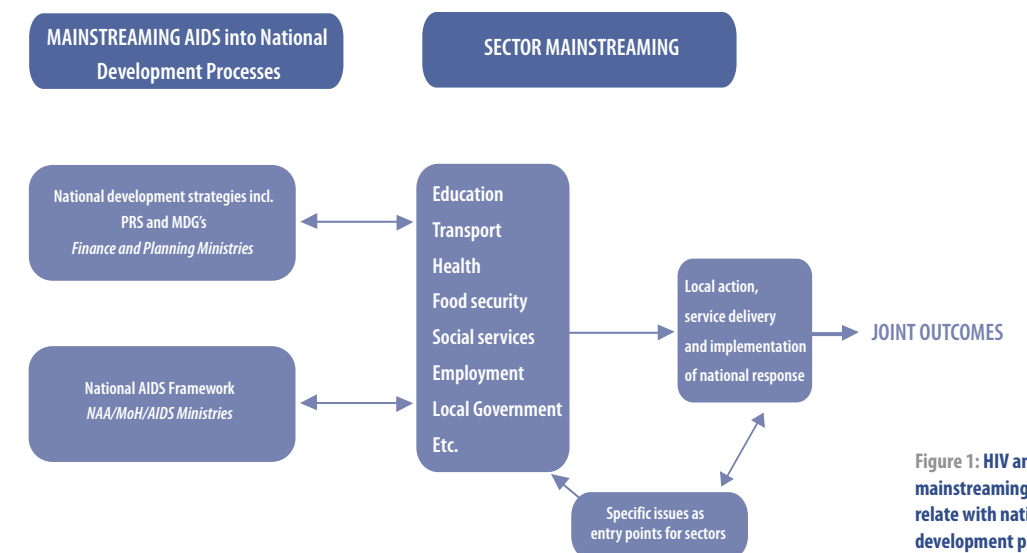 MAINSTREAMING AIDS into National
Development Processes
SECTOR MAINSTREAMING
National development strategies incl.
PRS and MDG's
Finance and Planning Ministries
National AIDS Framework
NAA/MoH/AIDS Ministries
Education
Transport
Health
Food security
Social services
Employment
Local Government
Etc.
Local action,
service delivery
and implementation
of national response
JOINT OUTCOMES
Specific issues as
entry points for sectors
Figure 1: HIV
mainstreaming
relate with
development